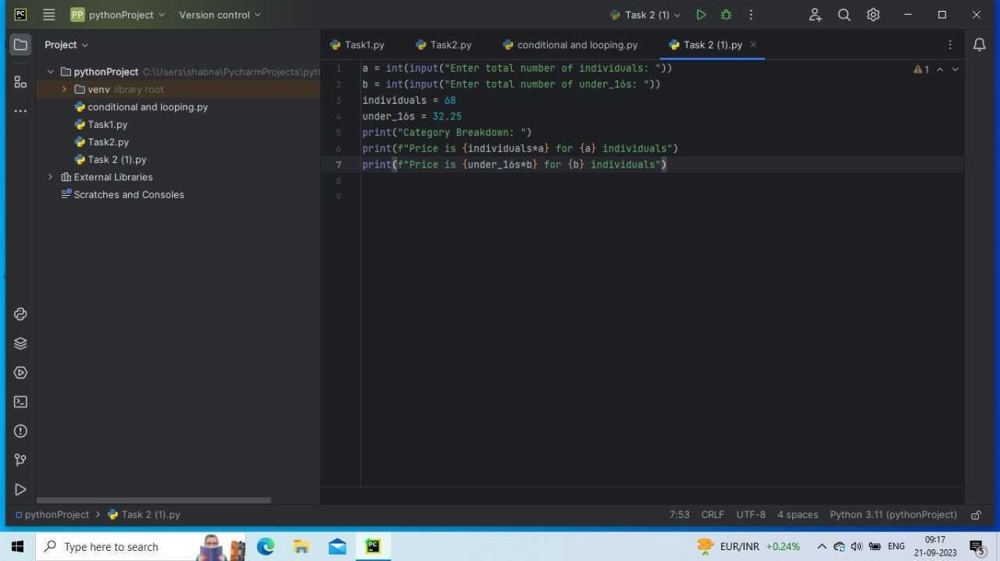 PC
PP pythonProject
Version control
Task 2 (1)
Project
Task1.py
Task2.py
conditional and looping.py
Task 2 (1).py
pythonProject C:\Users\shabna\PycharmProjects\pyt
venv library root
conditional and looping.py
Task1.py
Task2.py
Task 2 (1).py
External Libraries
Scratches and Consoles
1 a = int(input("Enter total number of individuals: "))
2 b = int(input("Enter total number of under_16s: "))
3 individuals = 68
4 under_16s = 32.25
5 print("Category Breakdown: ")
6 print(f"Price is {individuals*a} for {a} individuals")
7 print(f"Price is {under_16s*b} for {b} individuals")
8
9
1
pythonProject > Task 2 (1).py
7:53 CRLF UTF-8 4 spaces Python 3.11 (pythonProject)
Type here to search
PC
EUR/INR +0.24%
ENG
09:17
21-09-2023
5